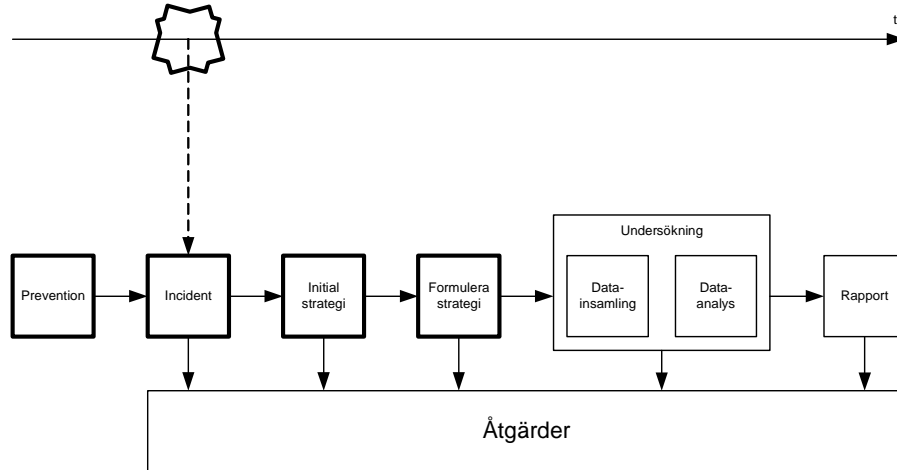 t
Undersökning
Prevention
Incident
Initial
strategi
Formulera
strategi
Data-
insamling
Data-
analys
Rapport
Åtgärder